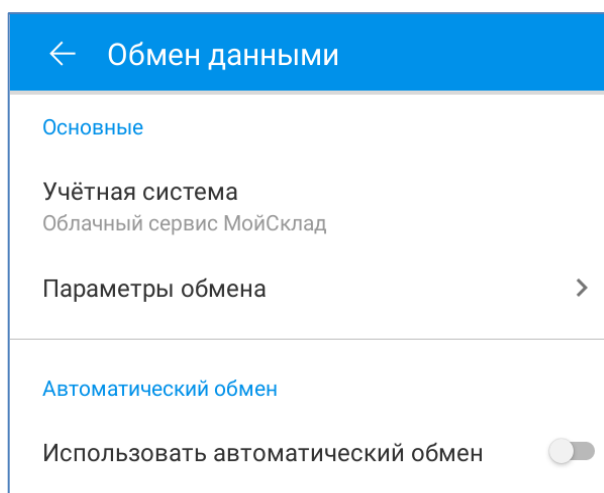 Обмен данными
Основные
Учётная система
Облачный сервис МойСклад
Параметры обмена
Автоматический обмен
Использовать автоматический обмен